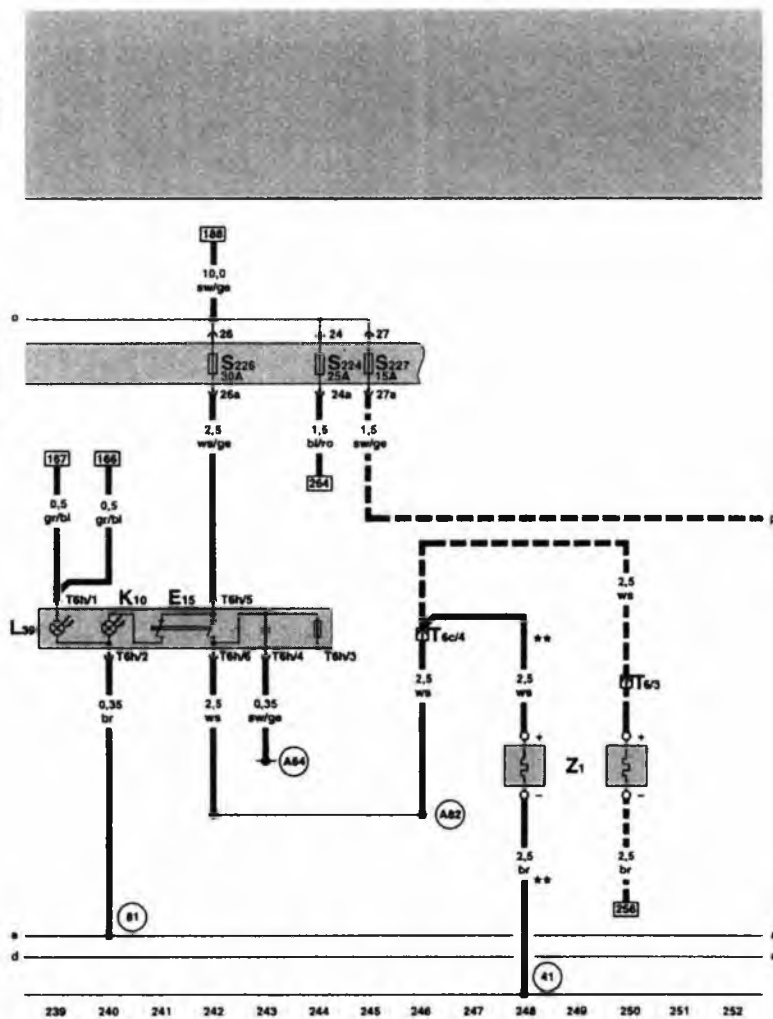 188
10,0
sw/ge
o
26
24
27
S226
30A
S224
25A
S227
15A
26a
24a
27a
2,5
ws/ge
1,5
bl/ro
1,5
sw/ge
167
166
264
0,5
gr/bl
0,5
gr/bl
p
2,5
ws
T6h/1
K10
E15
T6h/5
L39
T6c/4
**
T6h/2
T6h/6
T6h/4
T6h/3
T6/3
0,35
br
2,5
ws
0,35
sw/ge
2,5
ws
2,5
ws
A64
+
+
Z1
-
-
A82
2,5
br
**
2,5
br
256
81
e
d
41
239
240
241
242
243
244
245
246
247
248
249
250
251
252